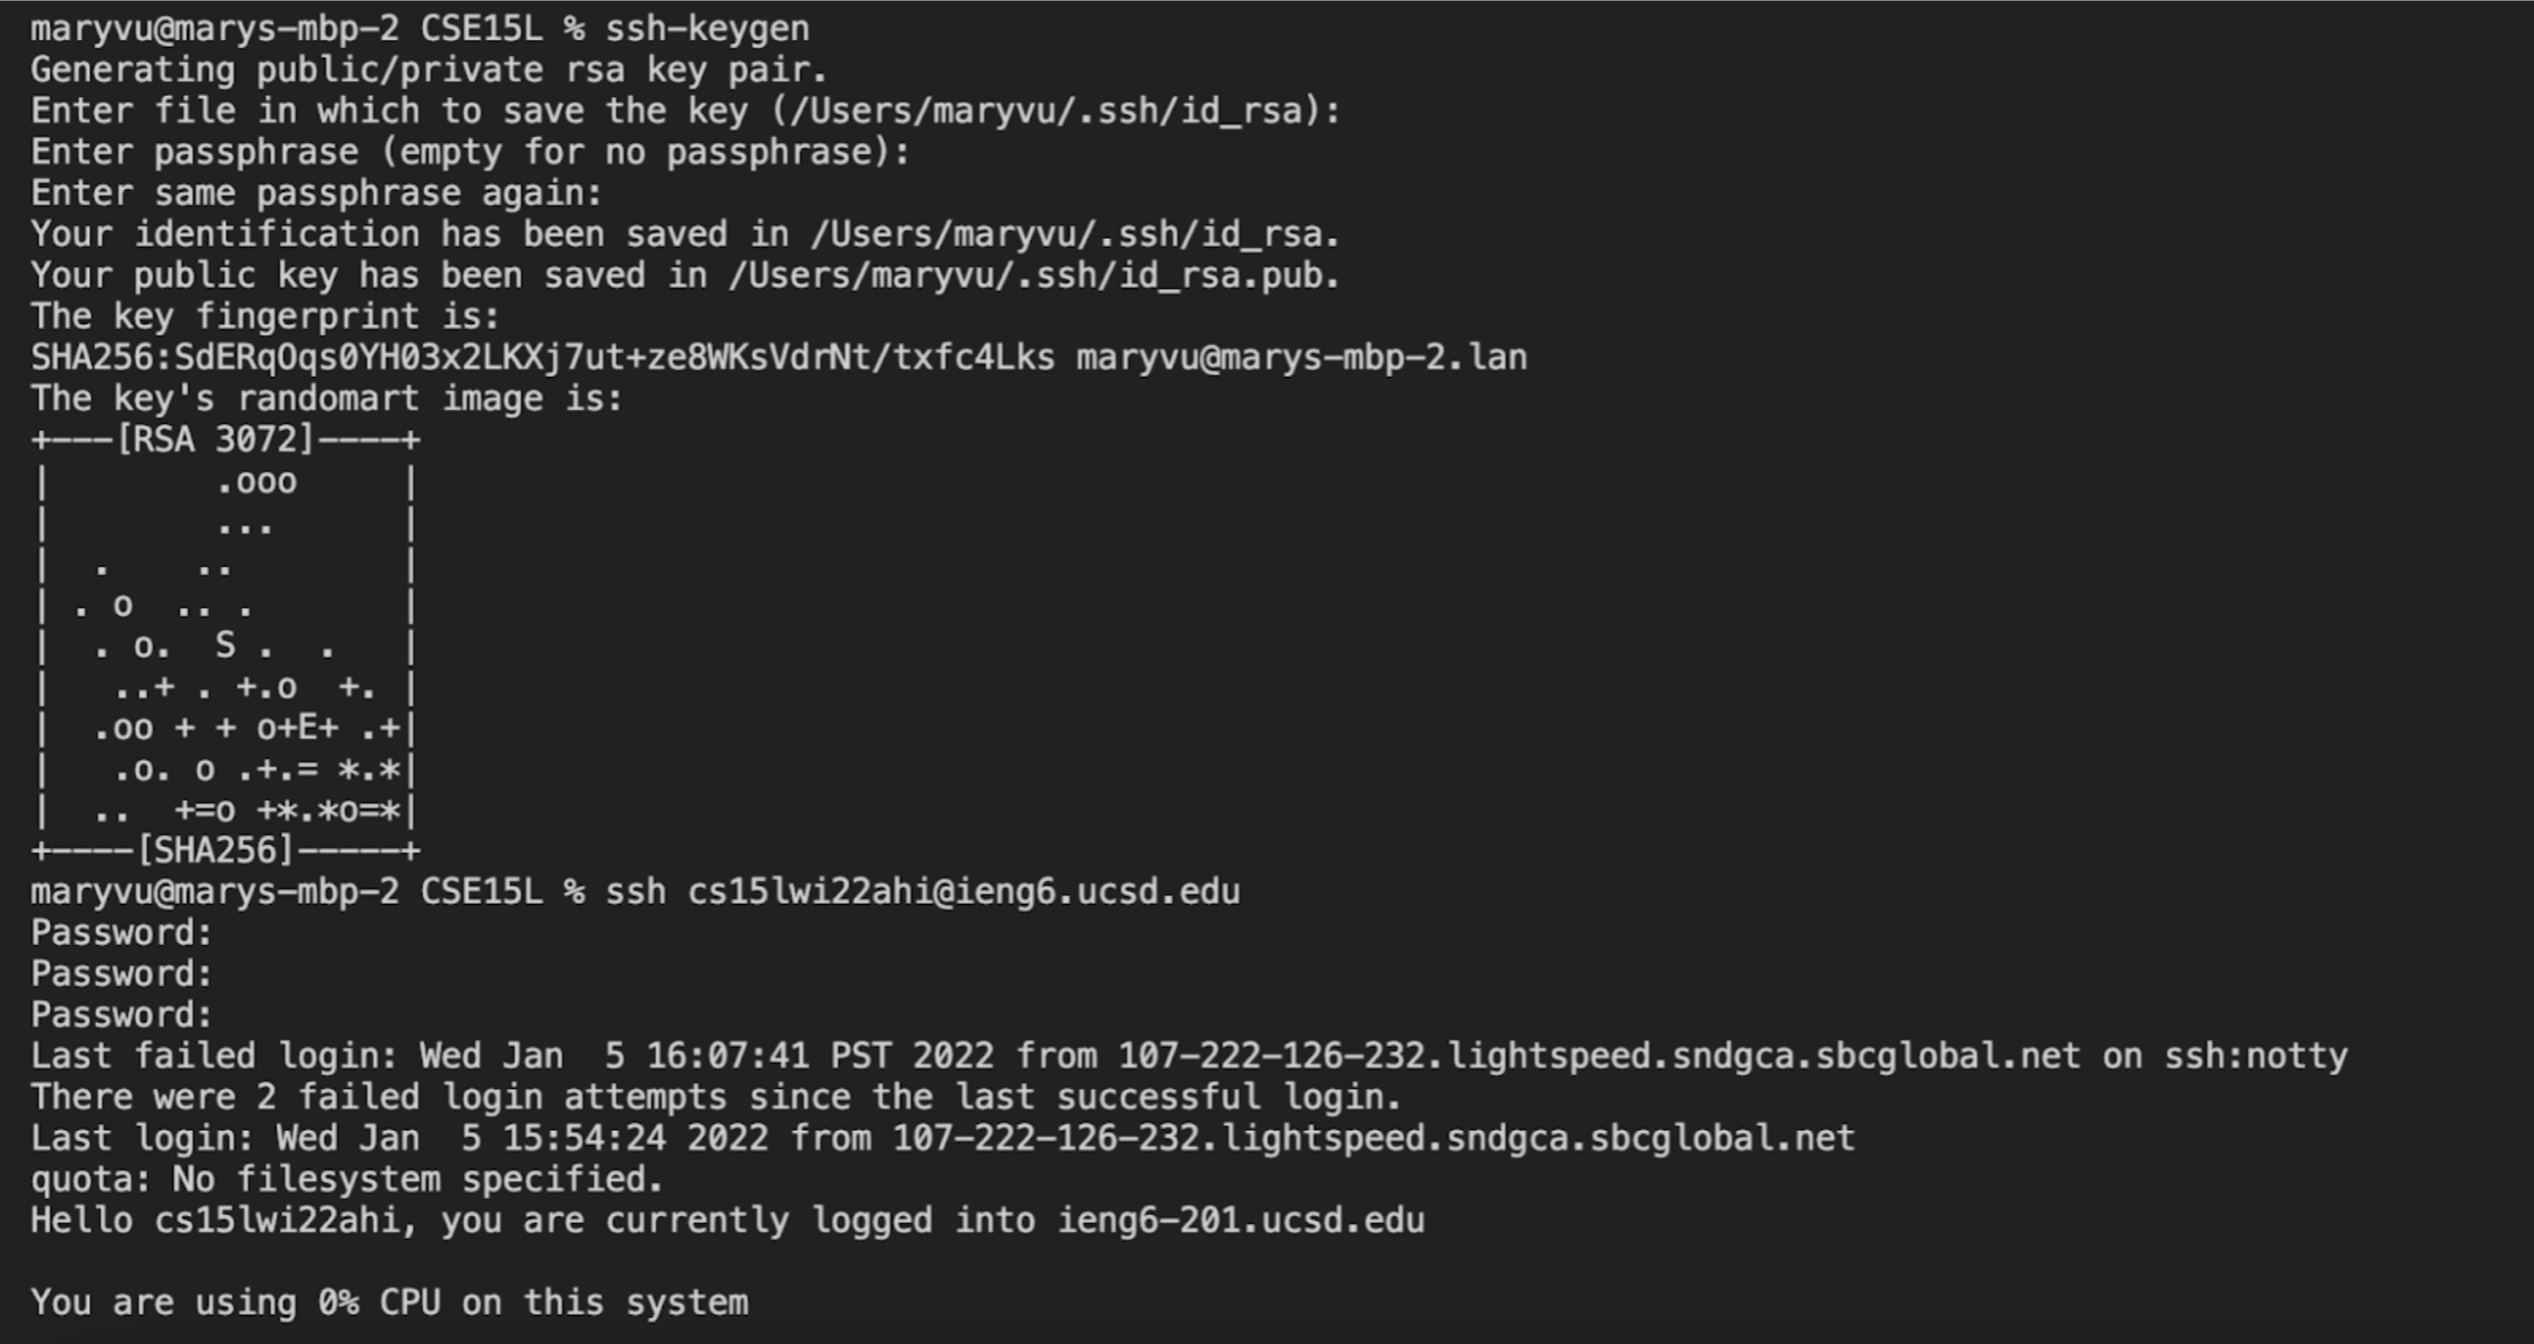 maryvu@marys-mbp-2 CSE15L % ssh-keygen
Generating public/private rsa key pair.
Enter file in which to save the key (/Users/maryvu/.ssh/id_rsa):
Enter passphrase (empty for no passphrase):
Enter same passphrase again:
Your identification has been saved in /Users/maryvu/.ssh/id_rsa.
Your public key has been saved in /Users/maryvu/.ssh/id_rsa.pub.
The key fingerprint is:
SHA256:SdERqOqs0YH03x2LKXj7ut+ze8WKsVdrNt/txfc4Lks maryvu@marys-mbp-2.lan
The key's randomart image is:
+---[RSA 3072]----+
|        .ooo     |
|        ...      |
|  .    ..        |
| . o  .. .       |
|  . o.  S .  .   |
|   ..+ . +.o  +. |
|  .oo + + o+E+ .+|
|   .o. o .+.= *.*|
|  ..  +=o +*.*o=*|
+----[SHA256]-----+
maryvu@marys-mbp-2 CSE15L % ssh cs15lwi22ahi@ieng6.ucsd.edu
Password:
Password:
Password:
Last failed login: Wed Jan  5 16:07:41 PST 2022 from 107-222-126-232.lightspeed.sndgca.sbcglobal.net on ssh:notty
There were 2 failed login attempts since the last successful login.
Last login: Wed Jan  5 15:54:24 2022 from 107-222-126-232.lightspeed.sndgca.sbcglobal.net
quota: No filesystem specified.
Hello cs15lwi22ahi, you are currently logged into ieng6-201.ucsd.edu

You are using 0% CPU on this system